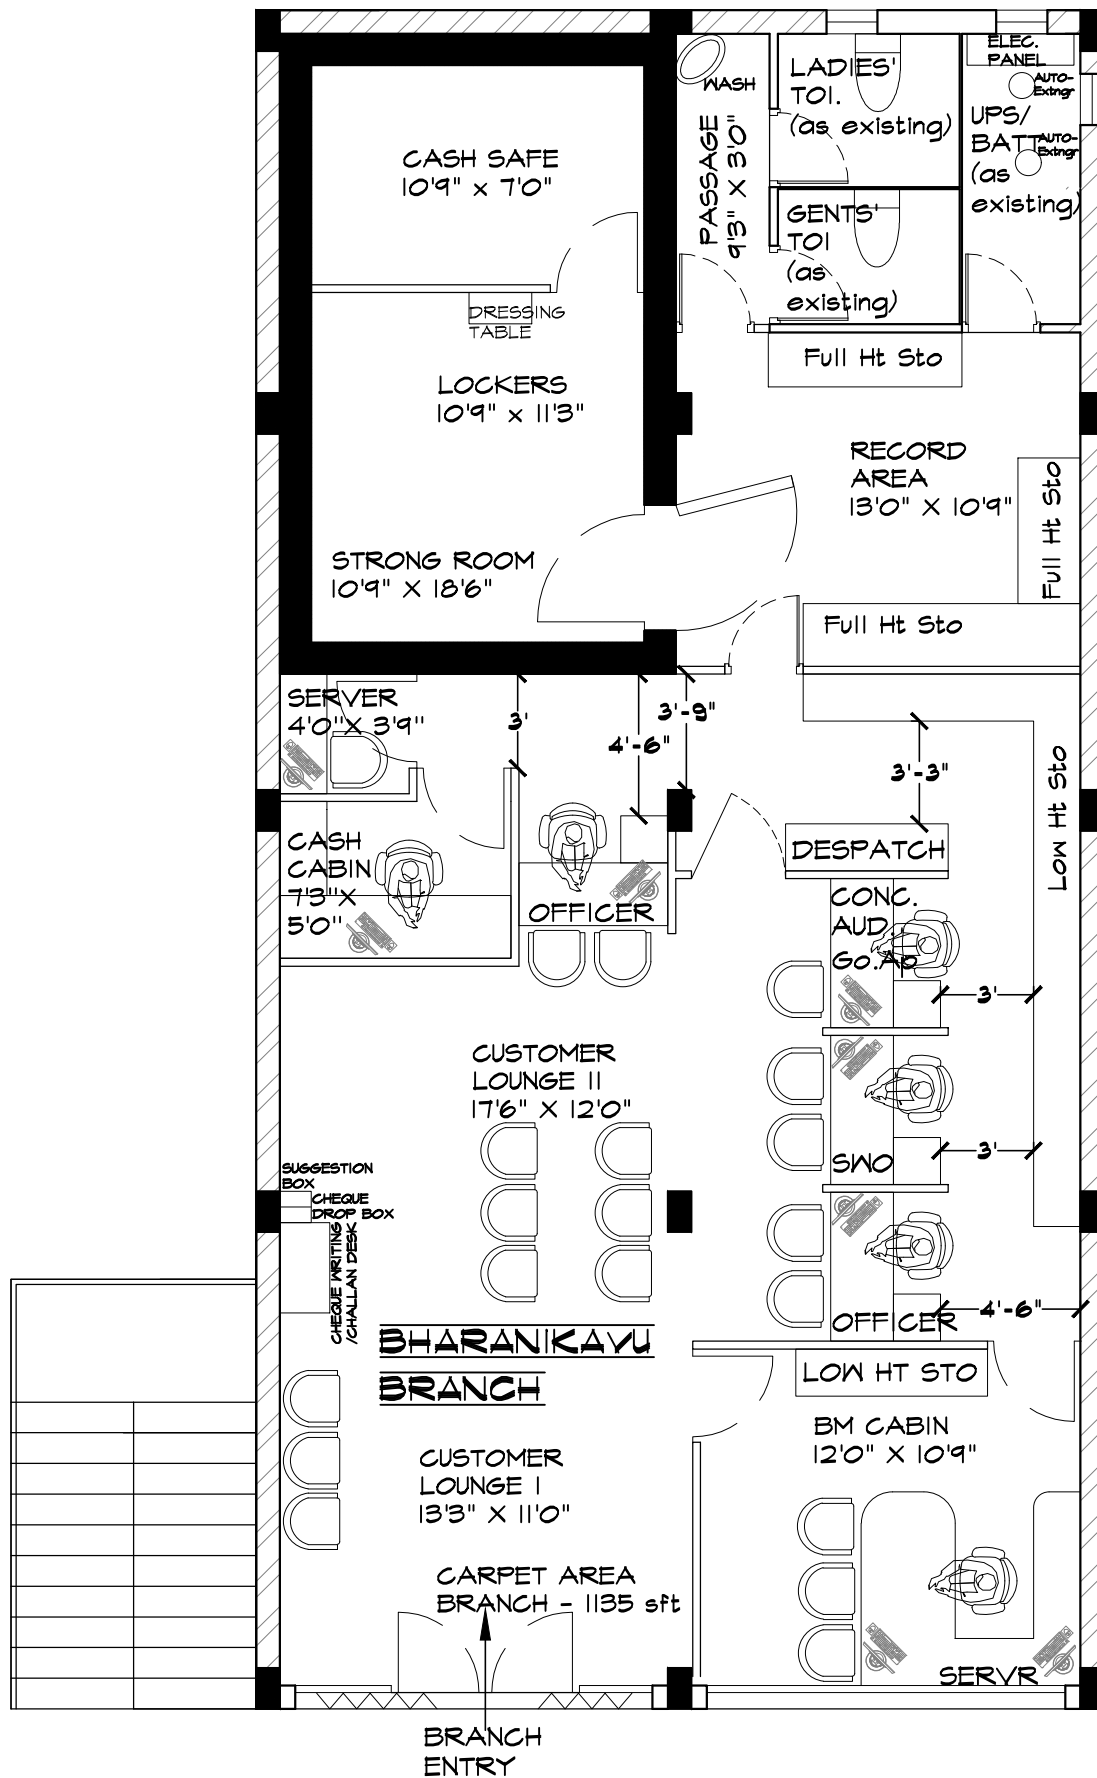 ELEC.
PANEL
AUTO-
Extngr
WASH
LADIES'
TOI.
(as existing)
UPS/
BATT
(as
existing)
AUTO-
Extngr
PASSAGE
9'3" X 3'0"
CASH SAFE
10'9" x 7'0"
GENTS'
TOI
(as
existing)
DRESSING
TABLE
Full Ht Sto
LOCKERS
10'9" x 11'3"
RECORD
AREA
13'0" X 10'9"
Full Ht Sto
STRONG ROOM
10'9" X 18'6"
Full Ht Sto
SERVER
4'0"X 3'9"
3'
4'-6"
3'-9"
3'-3"
Low Ht Sto
CASH
CABIN
7'3"X
5'0"
OFFICER
DESPATCH
CONC.
AUD.
Go.Ap
3'
CUSTOMER
LOUNGE II
17'6" X 12'0"
SWO
3'
SUGGESTION
BOX
CHEQUE
DROP BOX
CHEQUE WRITING
/CHALLAN DESK
OFFICER
4'-6"
BHARANIKAVU
BRANCH
LOW HT STO
BM CABIN
12'0" X 10'9"
CUSTOMER
LOUNGE I
13'3" X 11'0"
CARPET AREA
BRANCH - 1135 sft
SERVR
BRANCH
ENTRY